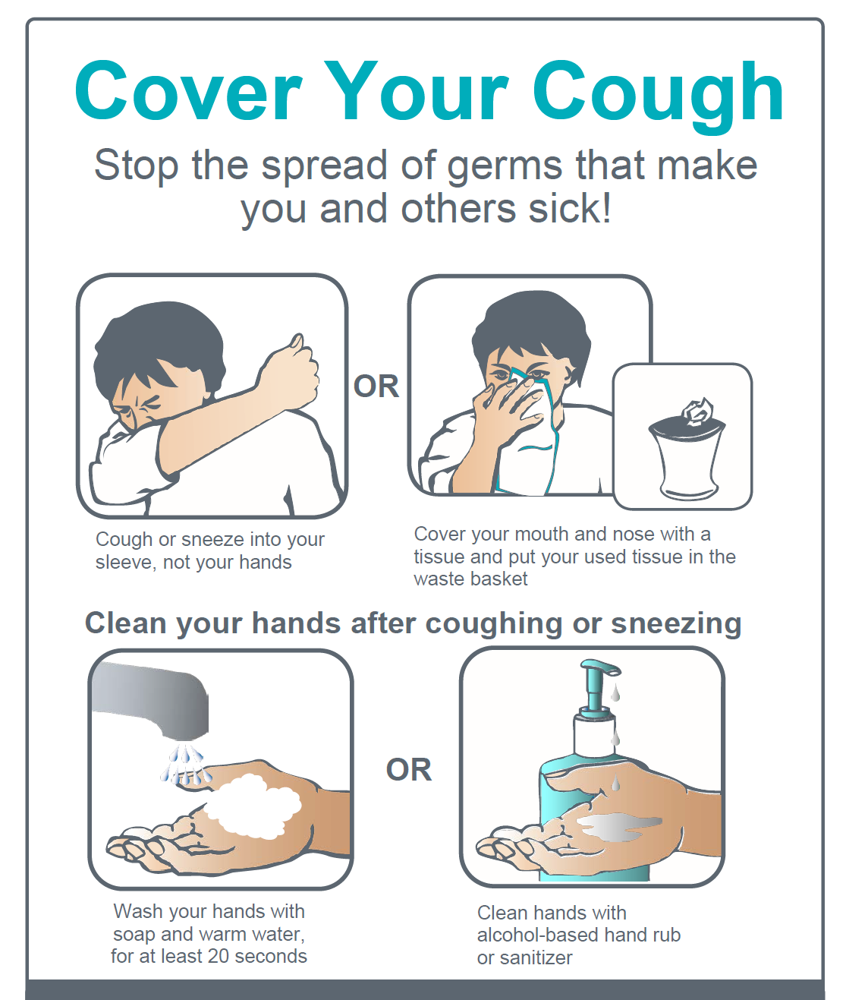 Cover Your Cough
Stop the spread of germs that make
you and others sick!
OR
Cough or sneeze into your
sleeve, not your hands
Cover your mouth and nose with a
tissue and put your used tissue in the
waste basket
Clean your hands after coughing or sneezing
OR
Wash your hands with
soap and warm water,
for at least 20 seconds
Clean hands with
alcohol-based hand rub
or sanitizer